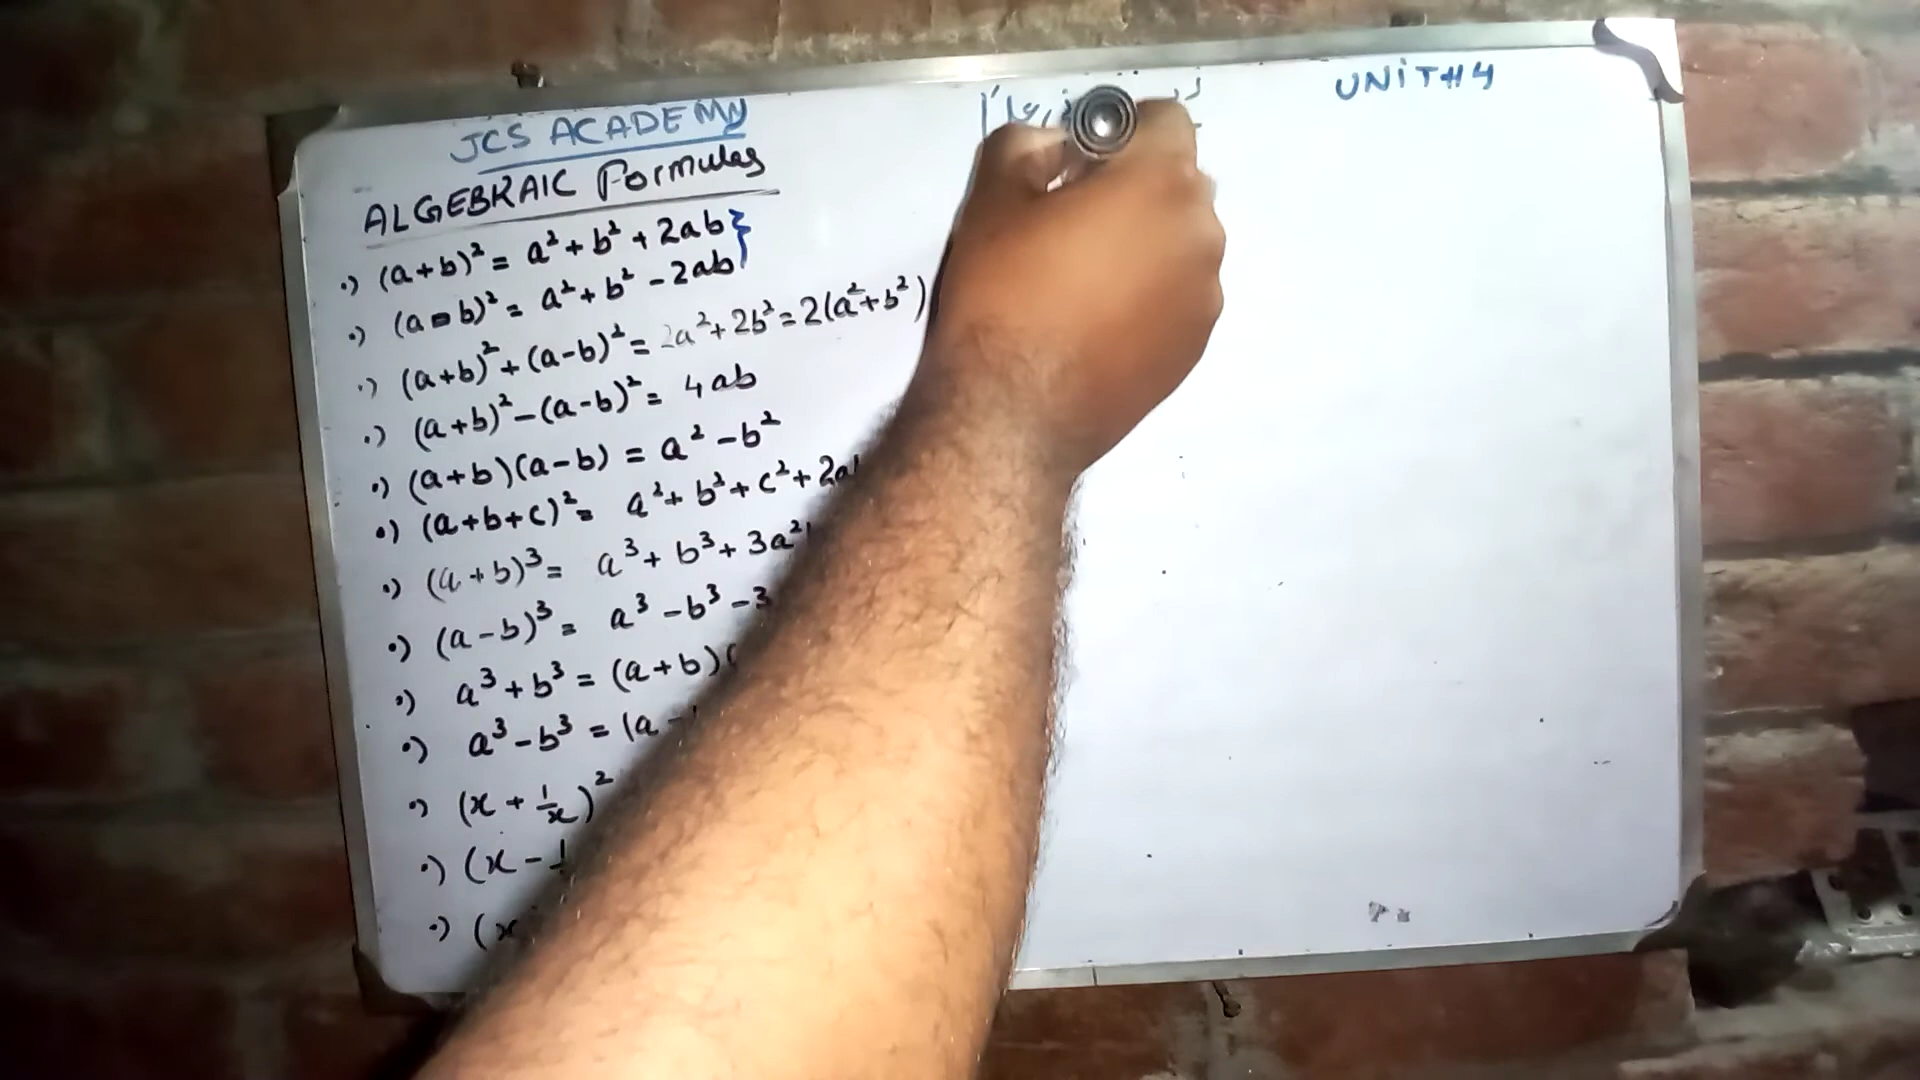 JCS ACADEMY
UNIT#4
ALGEBRAIC Formulas
•) (a+b)² = a² + b² + 2ab}
•) (a-b)² = a² + b² - 2ab
•) (a+b)² + (a-b)² = 2a² + 2b² = 2(a² + b²)
•) (a+b)² - (a-b)² = 4ab
•) (a+b)(a-b) = a² - b²
•) (a+b+c)² = a² + b² + c² + 2a
•) (a+b)³ = a³ + b³ + 3a²
•) (a-b)³ = a³ - b³ - 3
•) a³ + b³ = (a+b)(
•) a³ - b³ = (a -
•) (x + 1/x)²
•) (x - 1
•) (x